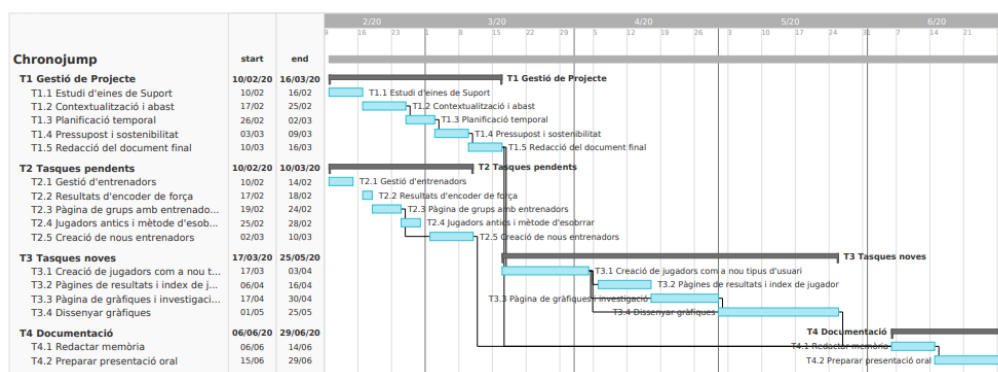 2/20 3/20 4/20 5/20 6/20
9 16 23 1 8 15 22 29 5 12 19 26 3 10 17 24 31 7 14 21
Chronojump start end
T1 Gestió de Projecte 10/02/20 16/03/20 T1 Gestió de Projecte
T1.1 Estudi d'eines de Suport 10/02 16/02 T1.1 Estudi d'eines de Suport
T1.2 Contextualització i abast 17/02 25/02 T1.2 Contextualització i abast
T1.3 Planificació temporal 26/02 02/03 T1.3 Planificació temporal
T1.4 Pressupost i sostenibilitat 03/03 09/03 T1.4 Pressupost i sostenibilitat
T1.5 Redacció del document final 10/03 16/03 T1.5 Redacció del document final
T2 Tasques pendents 10/02/20 10/03/20 T2 Tasques pendents
T2.1 Gestió d'entrenadors 10/02 14/02 T2.1 Gestió d'entrenadors
T2.2 Resultats d'encoder de força 17/02 18/02 T2.2 Resultats d'encoder de força
T2.3 Pàgina de grups amb entrenado... 19/02 24/02 T2.3 Pàgina de grups amb entrenadors
T2.4 Jugadors antics i mètode d'esob... 25/02 28/02 T2.4 Jugadors antics i mètode d'esobrrar
T2.5 Creació de nous entrenadors 02/03 10/03 T2.5 Creació de nous entrenadors
T3 Tasques noves 17/03/20 25/05/20 T3 Tasques noves
T3.1 Creación de jugadors com a nou t... 17/03 03/04 T3.1 Creación de jugadors com a nou tipus d'usuari
T3.2 Pàgines de resultats i index de j... 06/04 16/04 T3.2 Pàgines de resultats i index de jugador
T3.3 Pàgina de gràfiques i investigaci... 17/04 30/04 T3.3 Pàgina de gràfiques i investigació
T3.4 Dissenyar gràfiques 01/05 25/05 T3.4 Dissenyar gràfiques
T4 Documentació 06/06/20 29/06/20 T4 Documentació
T4.1 Redactar memòria 06/06 14/06 T4.1 Redactar memòria
T4.2 Preparar presentació oral 15/06 29/06 T4.2 Preparar presentació oral